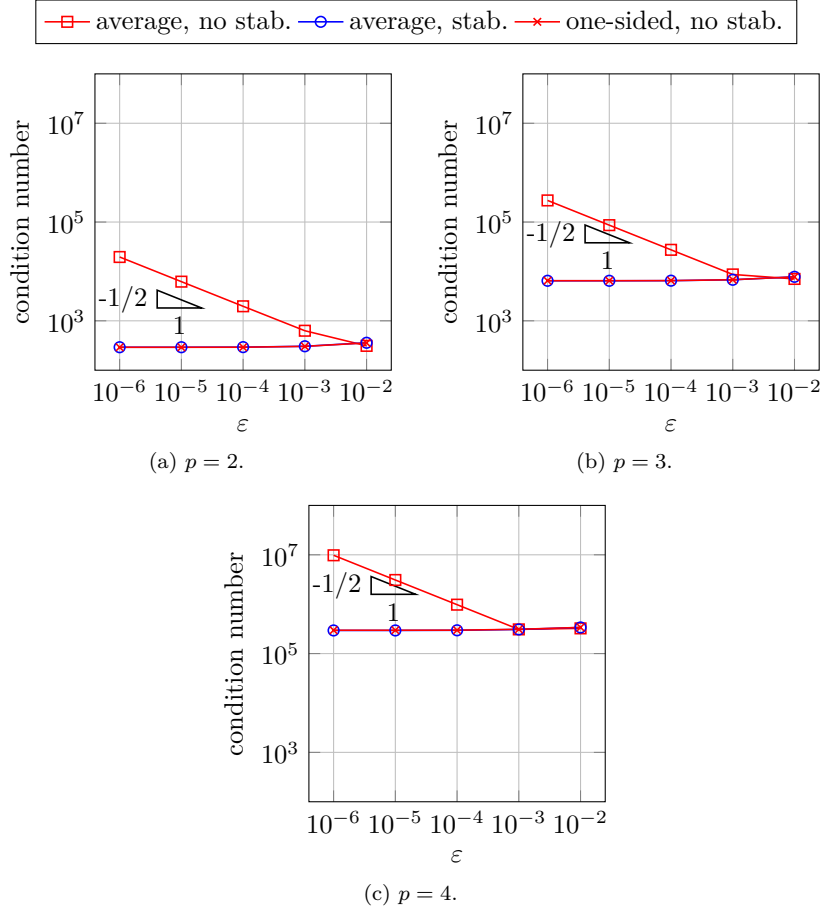 average, no stab. average, stab. one-sided, no stab.
10^7
10^5
10^3
condition number
-1/2
1
10^-6 10^-5 10^-4 10^-3 10^-2
ε
(a) p = 2.
10^7
10^5
10^3
condition number
-1/2
1
10^-6 10^-5 10^-4 10^-3 10^-2
ε
(b) p = 3.
10^7
10^5
10^3
condition number
-1/2
1
10^-6 10^-5 10^-4 10^-3 10^-2
ε
(c) p = 4.